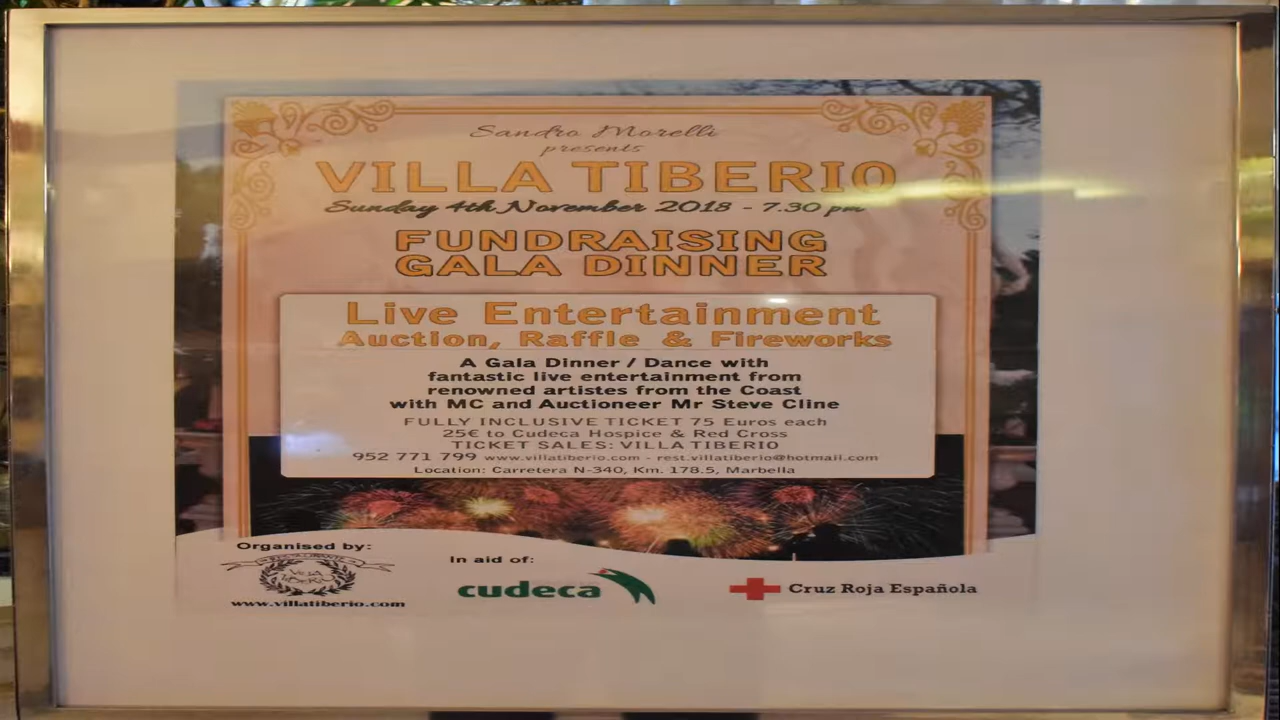 Sandro Morelli
presents
VILLA TIBERIO
Sunday 4th November 2018 - 7.30 pm
FUNDRAISING
GALA DINNER
Live Entertainment
Auction, Raffle & Fireworks
A Gala Dinner / Dance with
fantastic live entertainment from
renowned artistes from the Coast
with MC and Auctioneer Mr Steve Cline
FULLY INCLUSIVE TICKET 75 Euros each
25€ to Cudeca Hospice & Red Cross
TICKET SALES: VILLA TIBERIO
952 771 799 www.villatiberio.com - rest.villatiberio@hotmail.com
Location: Carretera N-340, Km. 178.5, Marbella
Organised by:
VILLA
TIBERIO
www.villatiberio.com
In aid of:
cudeca
Cruz Roja Española